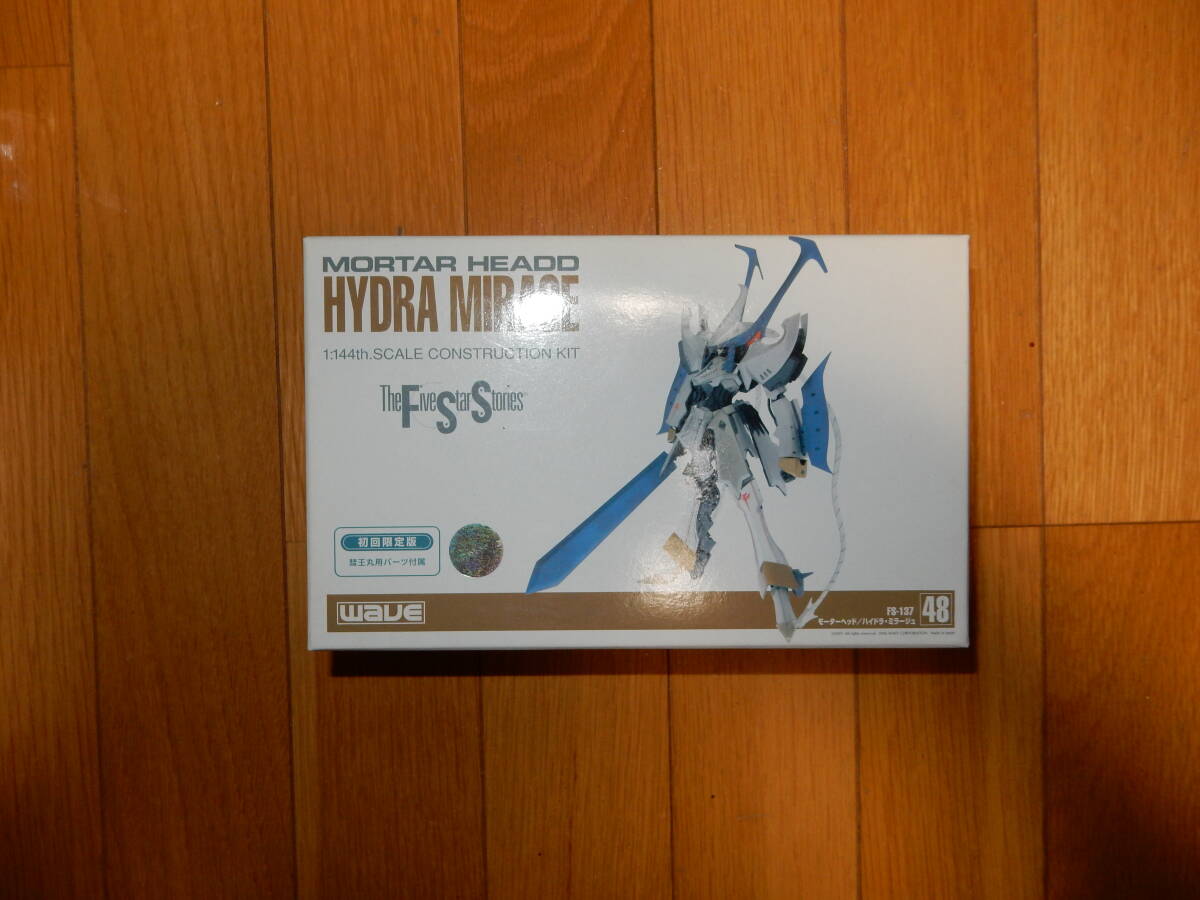 MORTAR HEADD
HYDRA MIRAGE
1:144th.SCALE CONSTRUCTION KIT
The Five Star Stories
初回限定版
彗王丸用パーツ付属
WAVE
FS-137
モーターヘッド/ハイドラ・ミラージュ
48